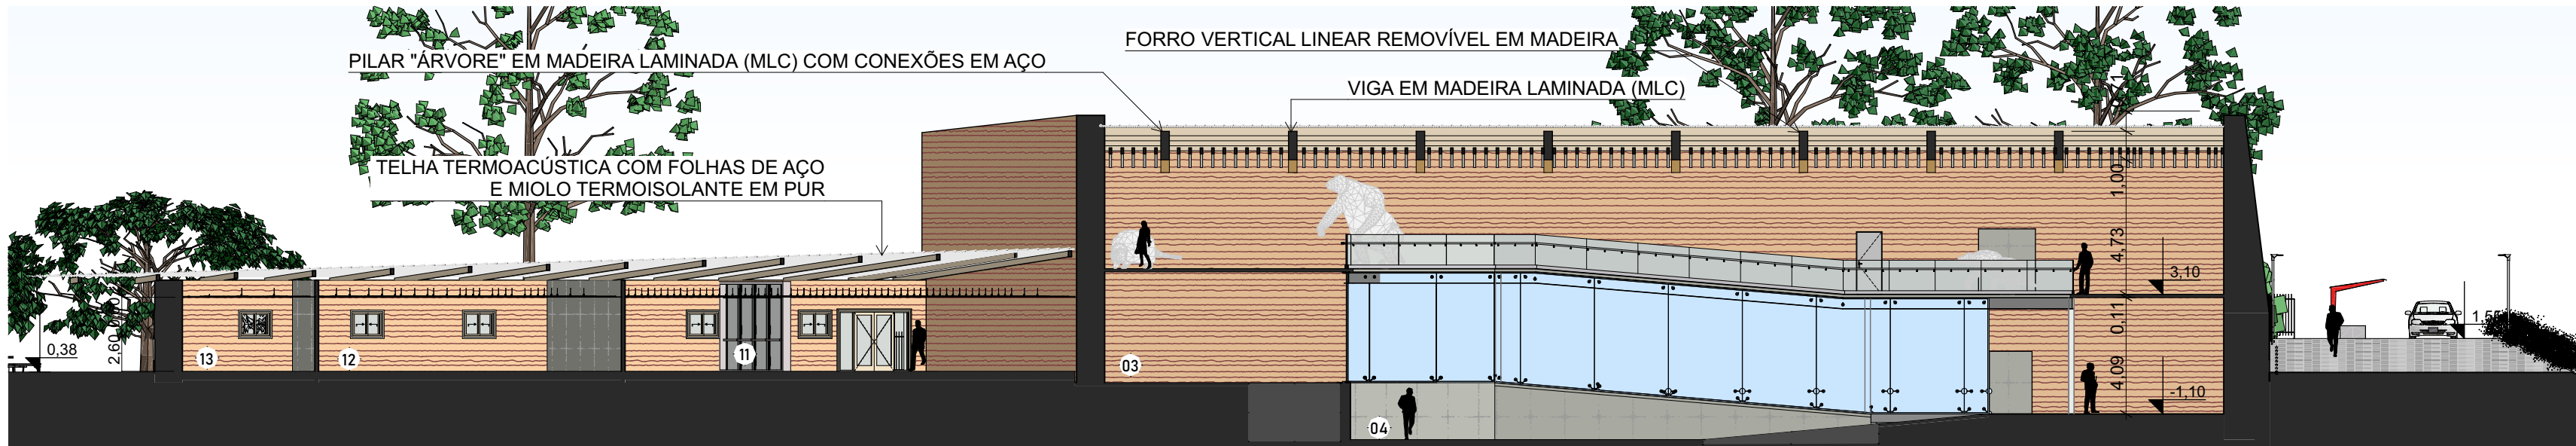 FORRO VERTICAL LINEAR REMOVÍVEL EM MADEIRA
PILAR "ÁRVORE" EM MADEIRA LAMINADA (MLC) COM CONEXÕES EM AÇO
VIGA EM MADEIRA LAMINADA (MLC)
TELHA TERMOACÚSTICA COM FOLHAS DE AÇO
E MIOLO TERMOISOLANTE EM PUR
1,00
4,73
3,10
0,11
4,09
-1,10
0,38
2,60
13
12
11
03
04